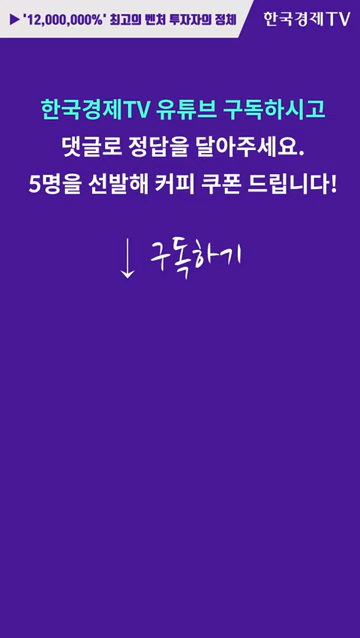 ▶ '12,000,000%' 최고의 벤처 투자자의 정체
한국경제TV
한국경제TV 유튜브 구독하시고
댓글로 정답을 달아주세요.
5명을 선발해 커피 쿠폰 드립니다!
↓ 구독하기